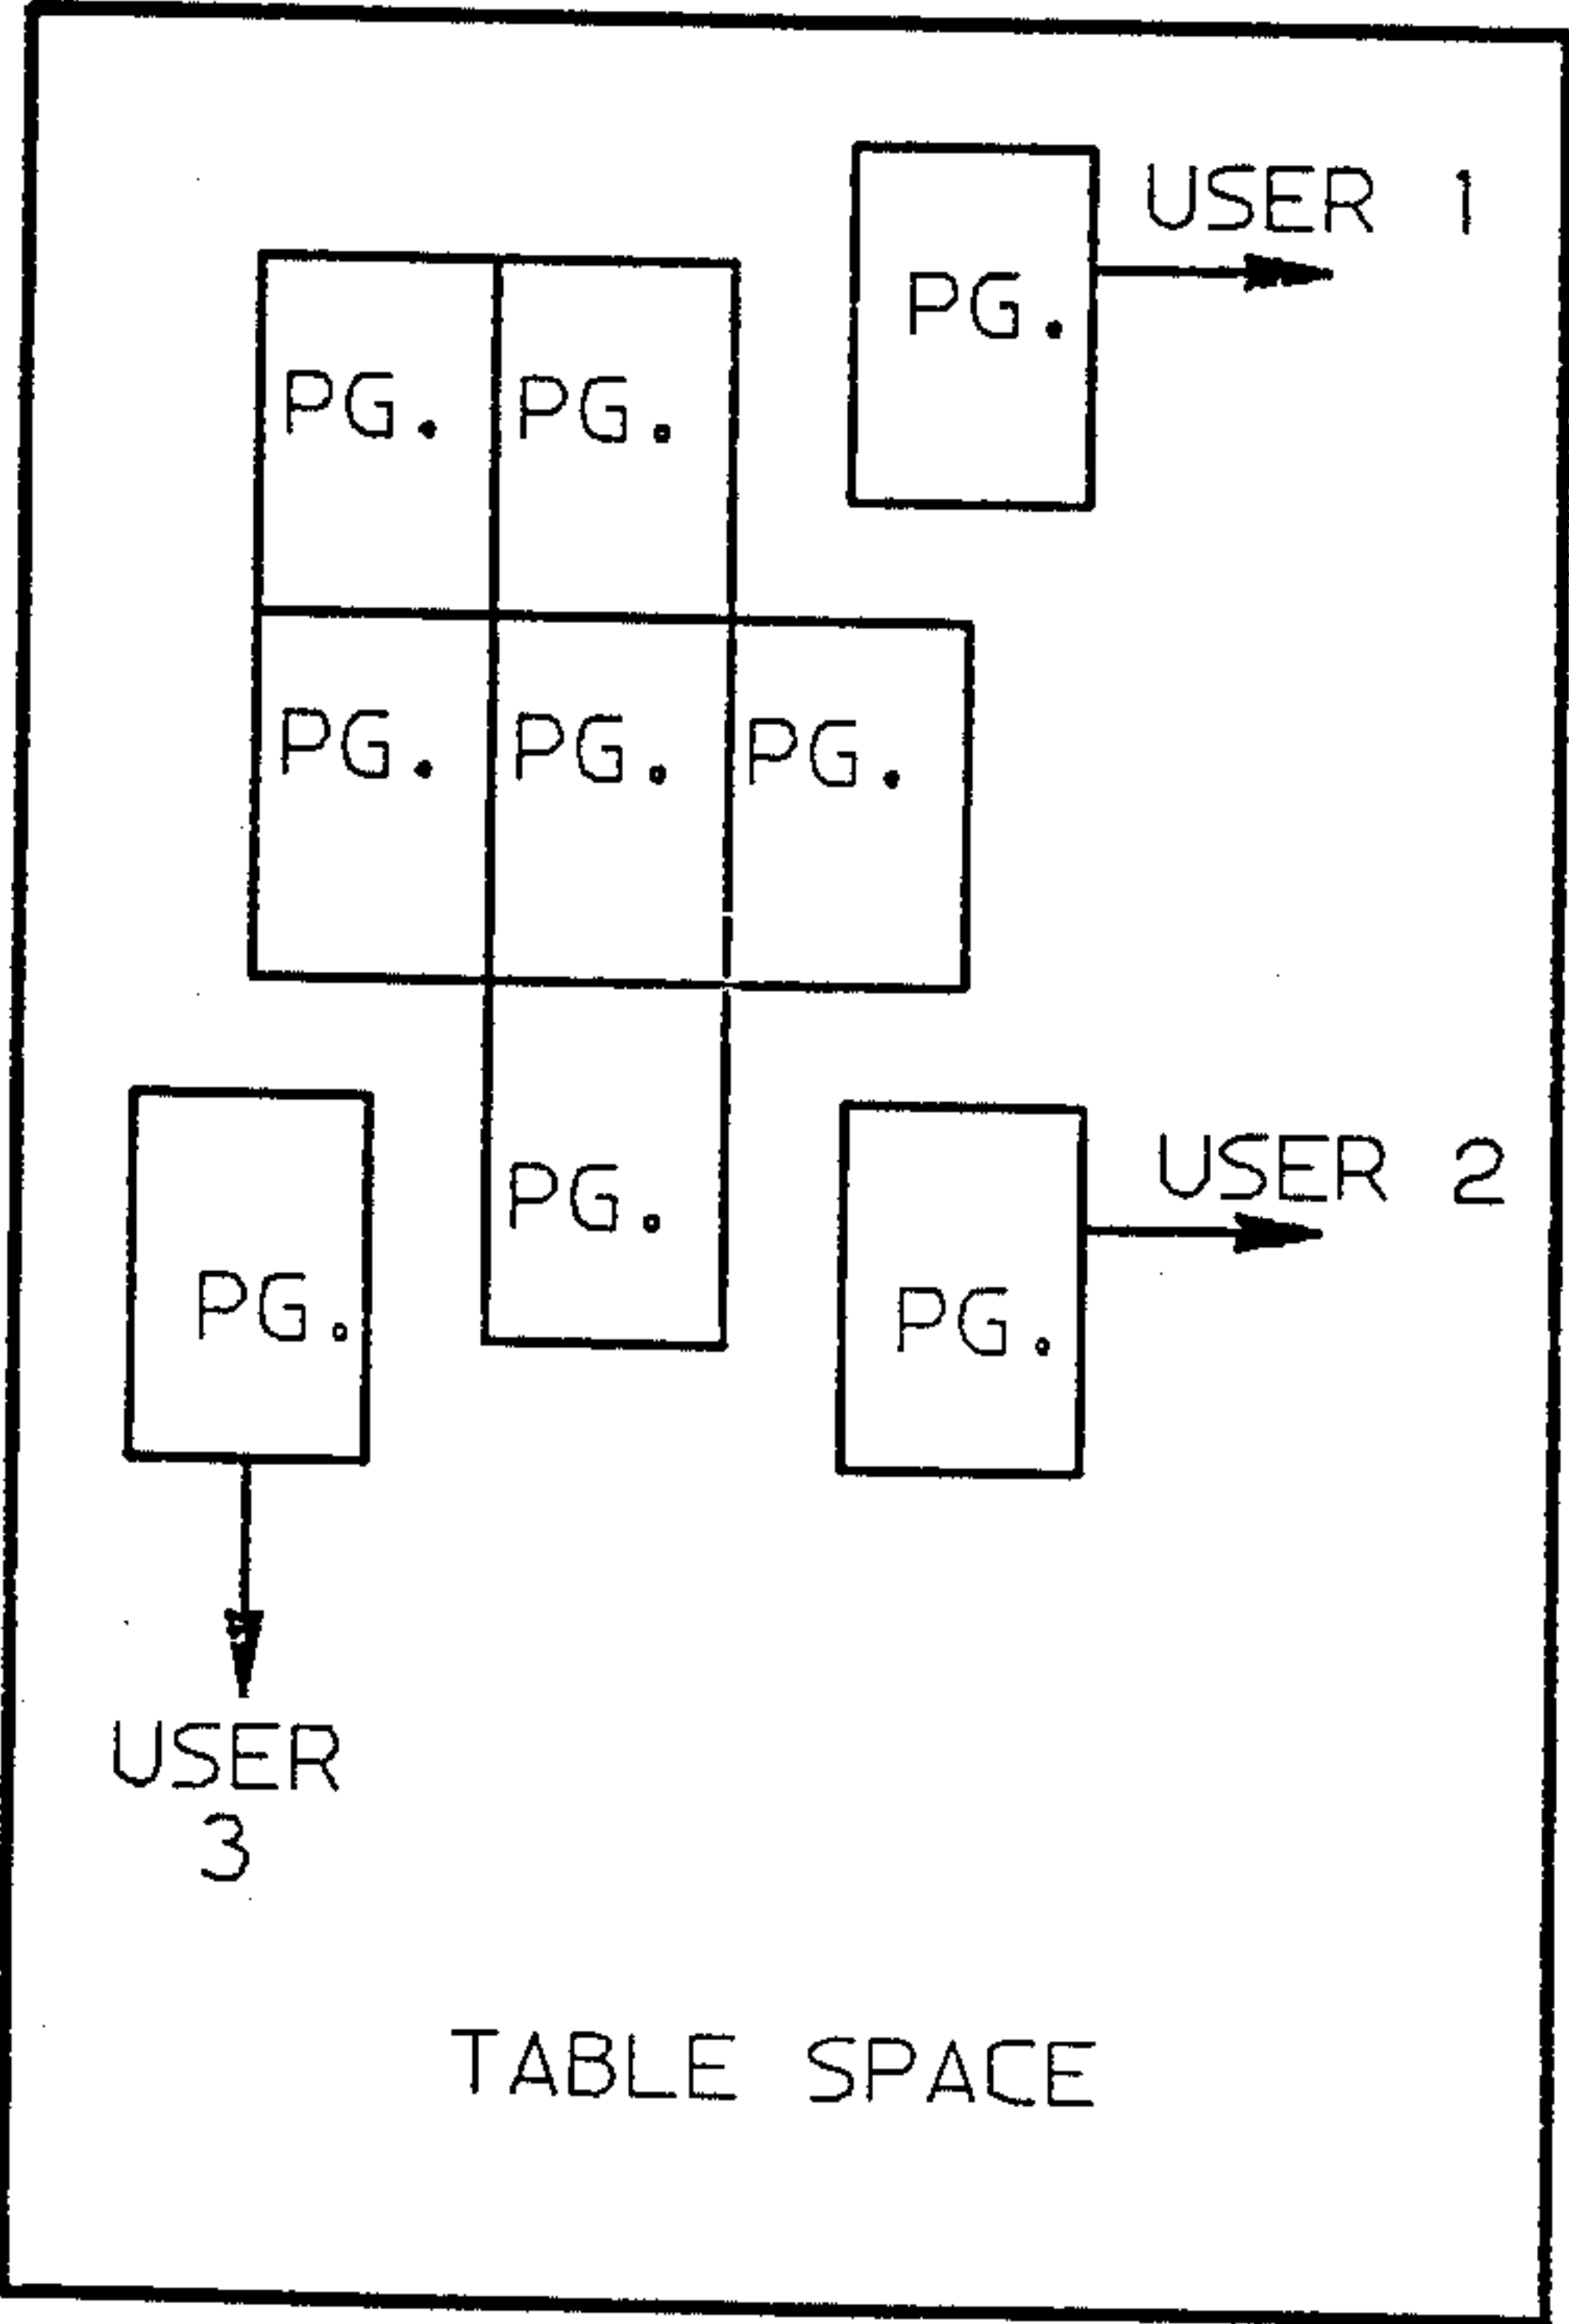 USER 1
PG.
PG. PG.
PG. PG. PG.
USER 2
PG.
PG.
PG.
USER
3
TABLE SPACE